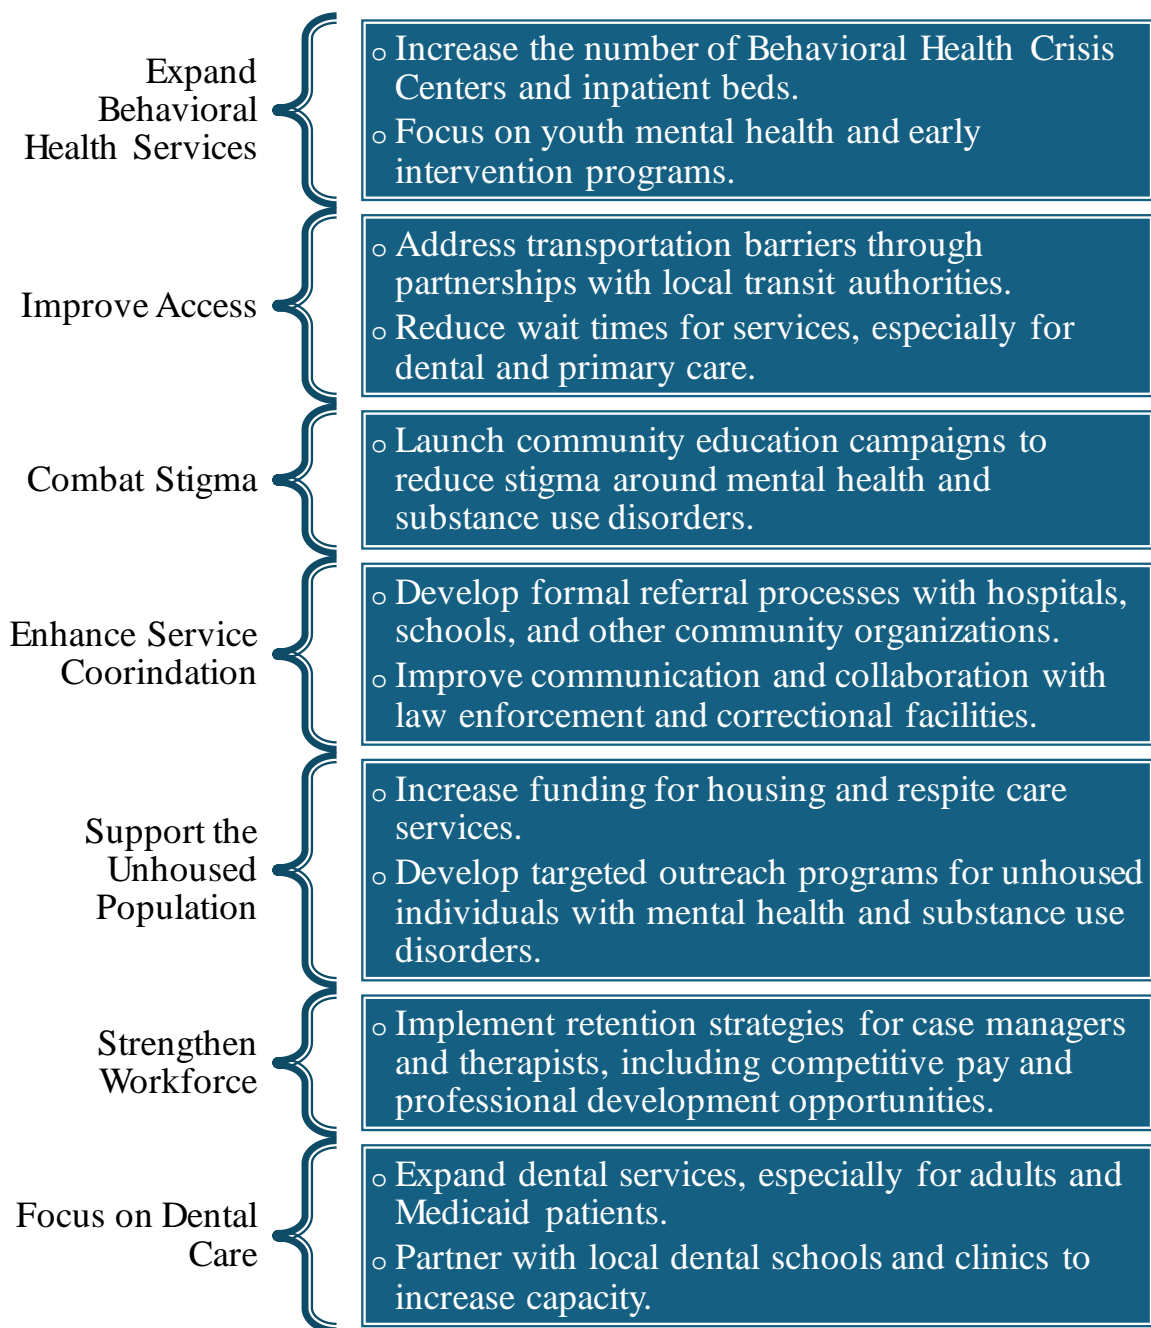 Expand
Behavioral
Health Services
o Increase the number of Behavioral Health Crisis
Centers and inpatient beds.
o Focus on youth mental health and early
intervention programs.
Improve Access
o Address transportation barriers through
partnerships with local transit authorities.
o Reduce wait times for services, especially for
dental and primary care.
Combat Stigma
o Launch community education campaigns to
reduce stigma around mental health and
substance use disorders.
Enhance Service
Coorindation
o Develop formal referral processes with hospitals,
schools, and other community organizations.
o Improve communication and collaboration with
law enforcement and correctional facilities.
Support the
Unhoused
Population
o Increase funding for housing and respite care
services.
o Develop targeted outreach programs for unhoused
individuals with mental health and substance use
disorders.
Strengthen
Workforce
o Implement retention strategies for case managers
and therapists, including competitive pay and
professional development opportunities.
Focus on Dental
Care
o Expand dental services, especially for adults and
Medicaid patients.
o Partner with local dental schools and clinics to
increase capacity.